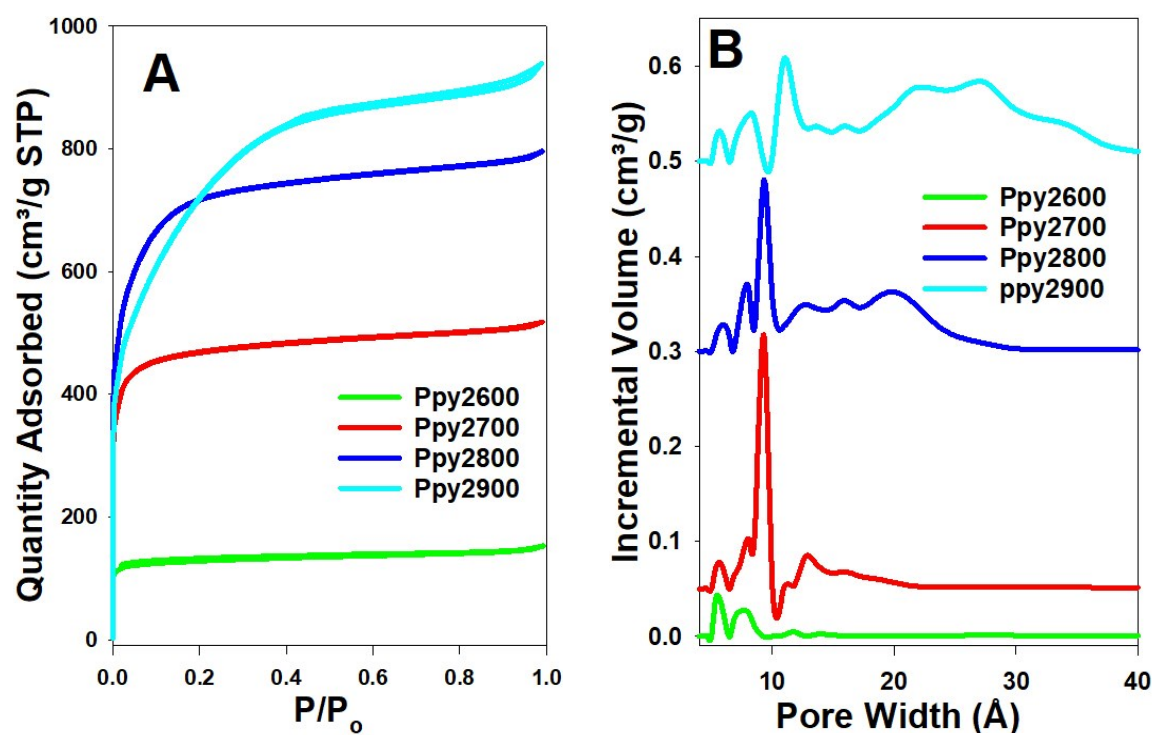 A
Quantity Adsorbed (cm³/g STP)
1000
800
600
400
200
0
Ppy2600
Ppy2700
Ppy2800
Ppy2900
0.0 0.2 0.4 0.6 0.8 1.0
P/Po
B
Incremental Volume (cm³/g)
0.6
0.5
0.4
0.3
0.2
0.1
0.0
Ppy2600
Ppy2700
Ppy2800
ppy2900
10 20 30 40
Pore Width (Å)